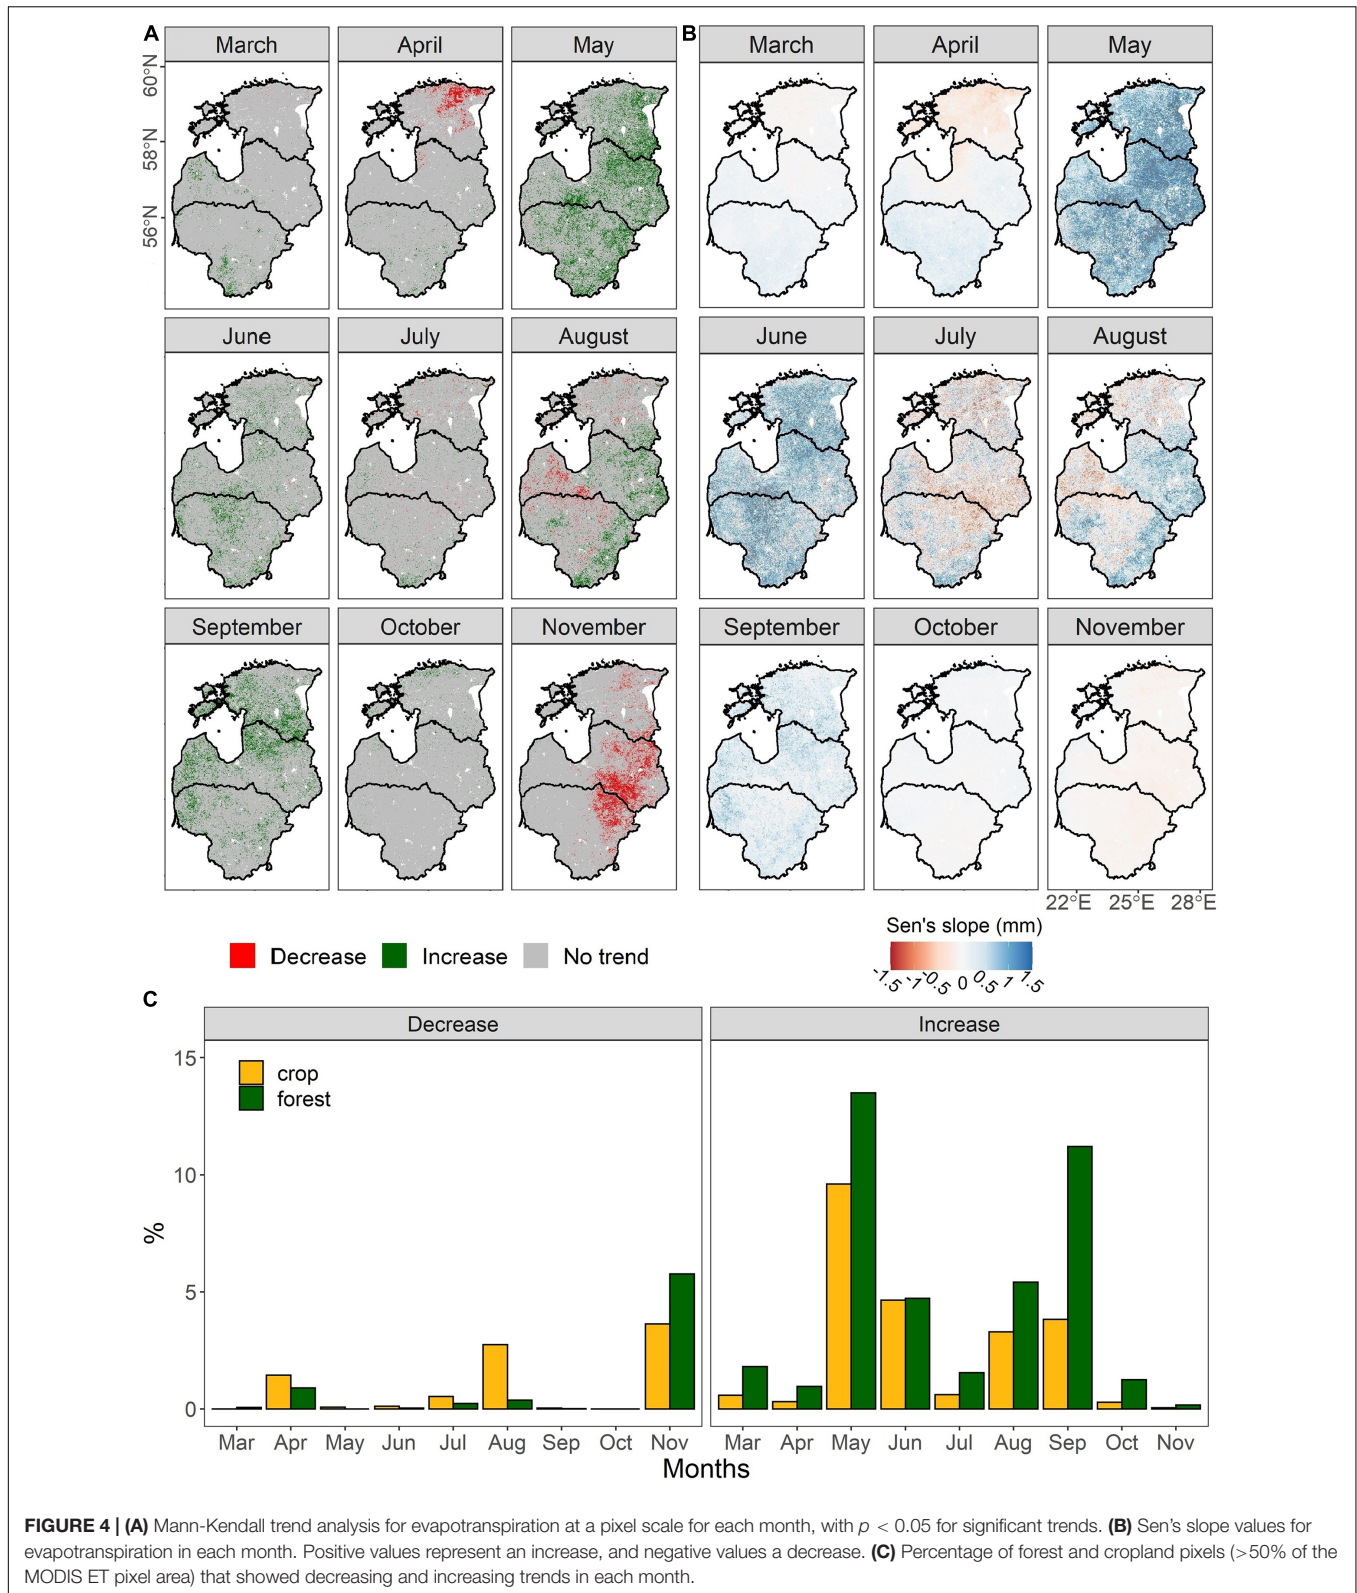 A
March
April
May
B
March
April
May
60°N
58°N
56°N
June
July
August
June
July
August
September
October
November
September
October
November
22°E 25°E 28°E
Decrease
Increase
No trend
Sen's slope (mm)
-1.5 -1 -0.5 0 0.5 1 1.5
C
Decrease
Increase
crop
forest
15
10
5
0
%
Mar Apr May Jun Jul Aug Sep Oct Nov
Mar Apr May Jun Jul Aug Sep Oct Nov
Months
FIGURE 4 | (A) Mann-Kendall trend analysis for evapotranspiration at a pixel scale for each month, with p < 0.05 for significant trends. (B) Sen's slope values for
evapotranspiration in each month. Positive values represent an increase, and negative values a decrease. (C) Percentage of forest and cropland pixels (>50% of the
MODIS ET pixel area) that showed decreasing and increasing trends in each month.